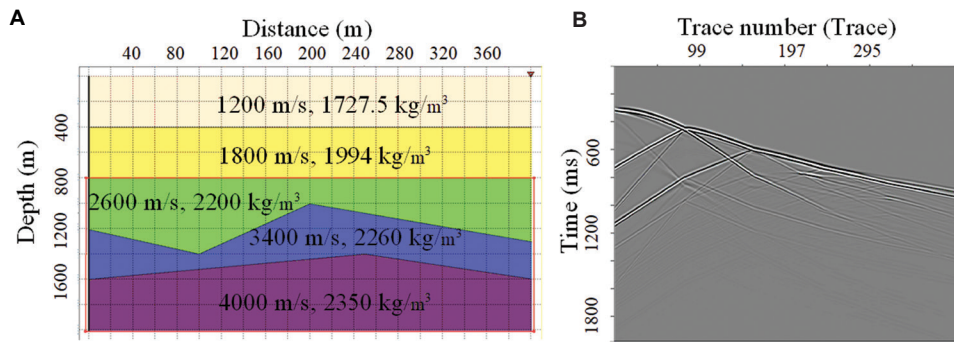 A
Distance (m)
40 80 120 160 200 240 280 320 360
Depth (m)
400
800
1200
1600
1200 m/s, 1727.5 kg/m³
1800 m/s, 1994 kg/m³
2600 m/s, 2200 kg/m³
3400 m/s, 2260 kg/m³
4000 m/s, 2350 kg/m³
B
Trace number (Trace)
99 197 295
Time (ms)
600
1200
1800